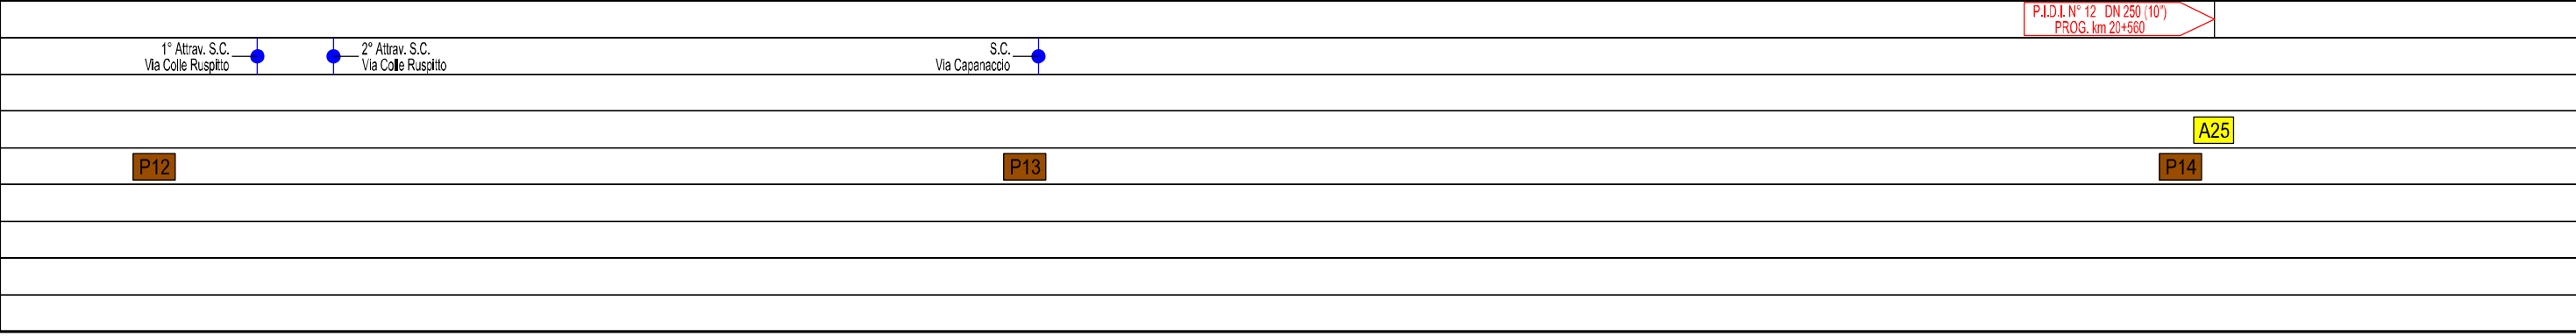 P.I.D.I. N° 12 DN 250 (10")
PROG. km 20+560
1° Attrav. S.C.
Via Colle Ruspitto
2° Attrav. S.C.
Via Colle Ruspitto
S.C.
Via Capanaccio
A25
P12
P13
P14